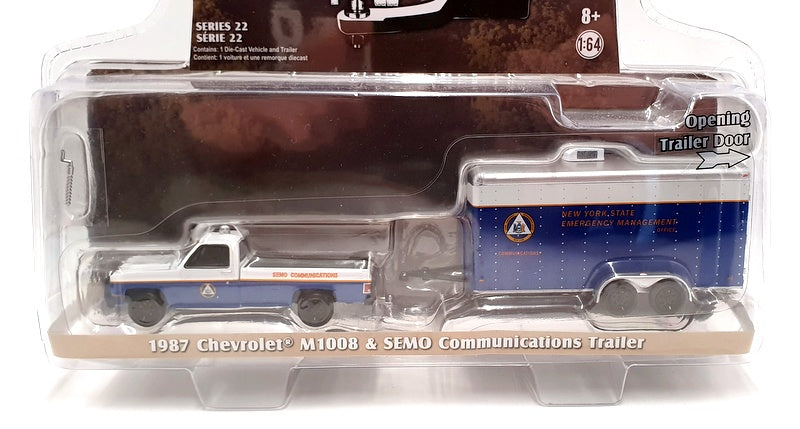 SERIES 22
SÉRIE 22
Contains: 1 Die-Cast Vehicle and Trailer
Contient: 1 voiture et une remorque diecast
8+
1:64
Opening
Trailer Door
NEW YORK STATE
EMERGENCY MANAGEMENT
OFFICE
COMMUNICATIONS
SEMO COMMUNICATIONS
1987 Chevrolet® M1008 & SEMO Communications Trailer